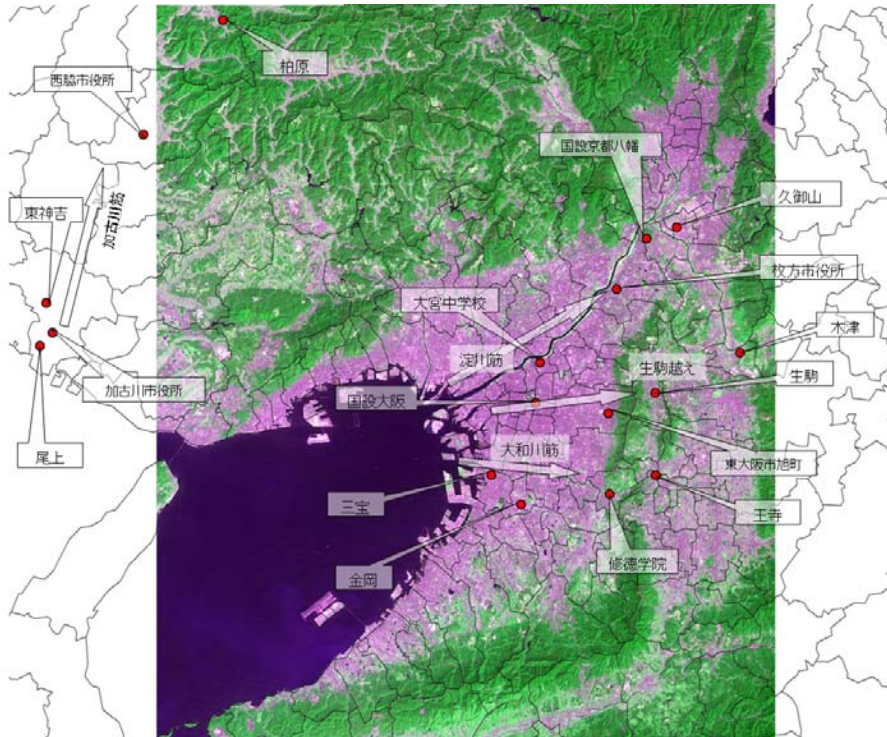 柏原
西脇市役所
国設京都八幡
久御山
東神吉
加古川筋
枚方市役所
大宮中学校
木津
淀川筋
生駒越え
生駒
加古川市役所
国設大阪
尾上
大和川筋
東大阪市旭町
三宝
王寺
修徳学院
金岡